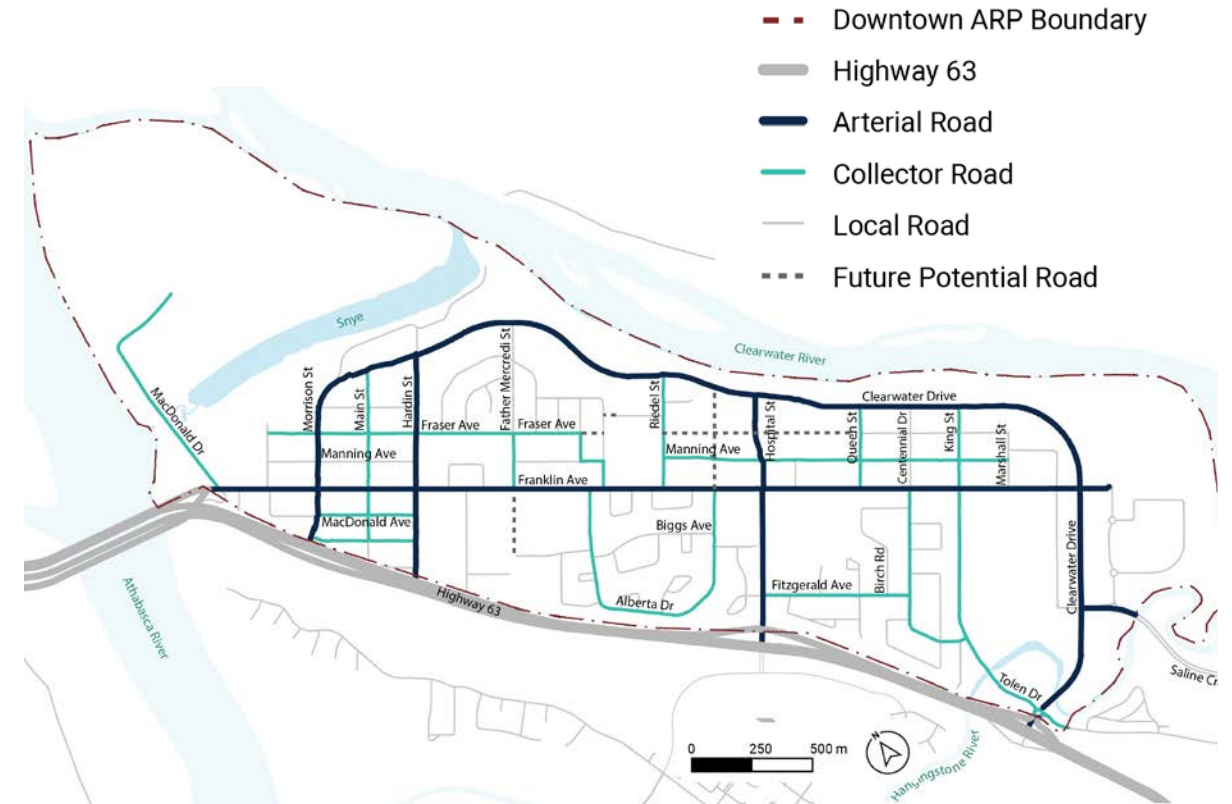 Downtown ARP Boundary
Highway 63
Arterial Road
Collector Road
Local Road
Future Potential Road
Snye
Clearwater River
MacDonald Dr
Morrison St
Main St
Hardin St
Father Mercredi St
Riedel St
Hospital St
Clearwater Drive
Queen St
Centennial Dr
King St
Marshall St
Fraser Ave
Fraser Ave
Manning Ave
Manning Ave
Franklin Ave
MacDonald Ave
Biggs Ave
Birch Rd
Clearwater Drive
Fitzgerald Ave
Alberta Dr
Highway 63
Athabasca River
Tolen Dr
Saline Cr
Hangingstone River
N
0 250 500 m